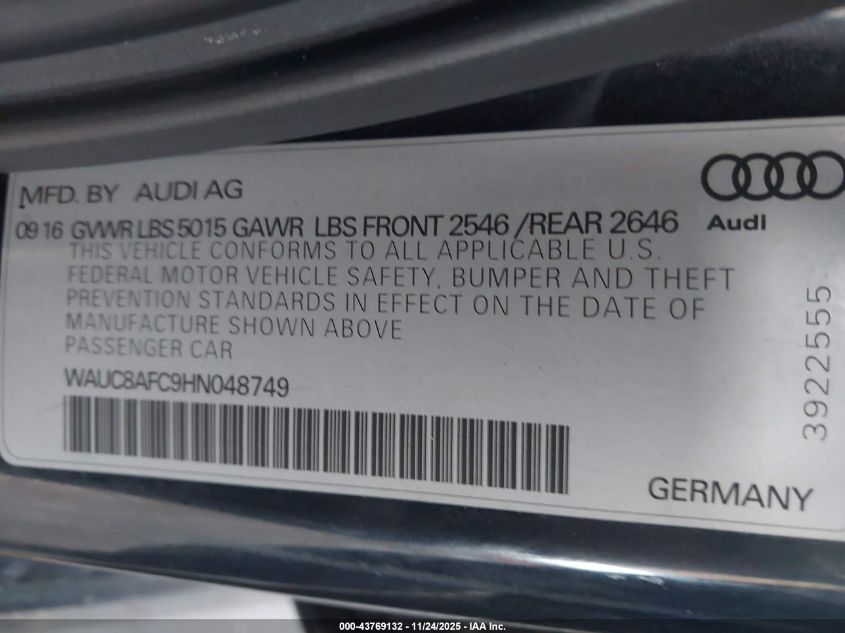 MFD. BY AUDI AG
09 16 GVWR LBS 5015 GAWR LBS FRONT 2546 /REAR 2646
Audi
THIS VEHICLE CONFORMS TO ALL APPLICABLE U.S.
FEDERAL MOTOR VEHICLE SAFETY, BUMPER AND THEFT
PREVENTION STANDARDS IN EFFECT ON THE DATE OF
MANUFACTURE SHOWN ABOVE
PASSENGER CAR
WAUC8AFC9HN048749
3922555
GERMANY
000-43769132 - 11/24/2025 - IAA Inc.